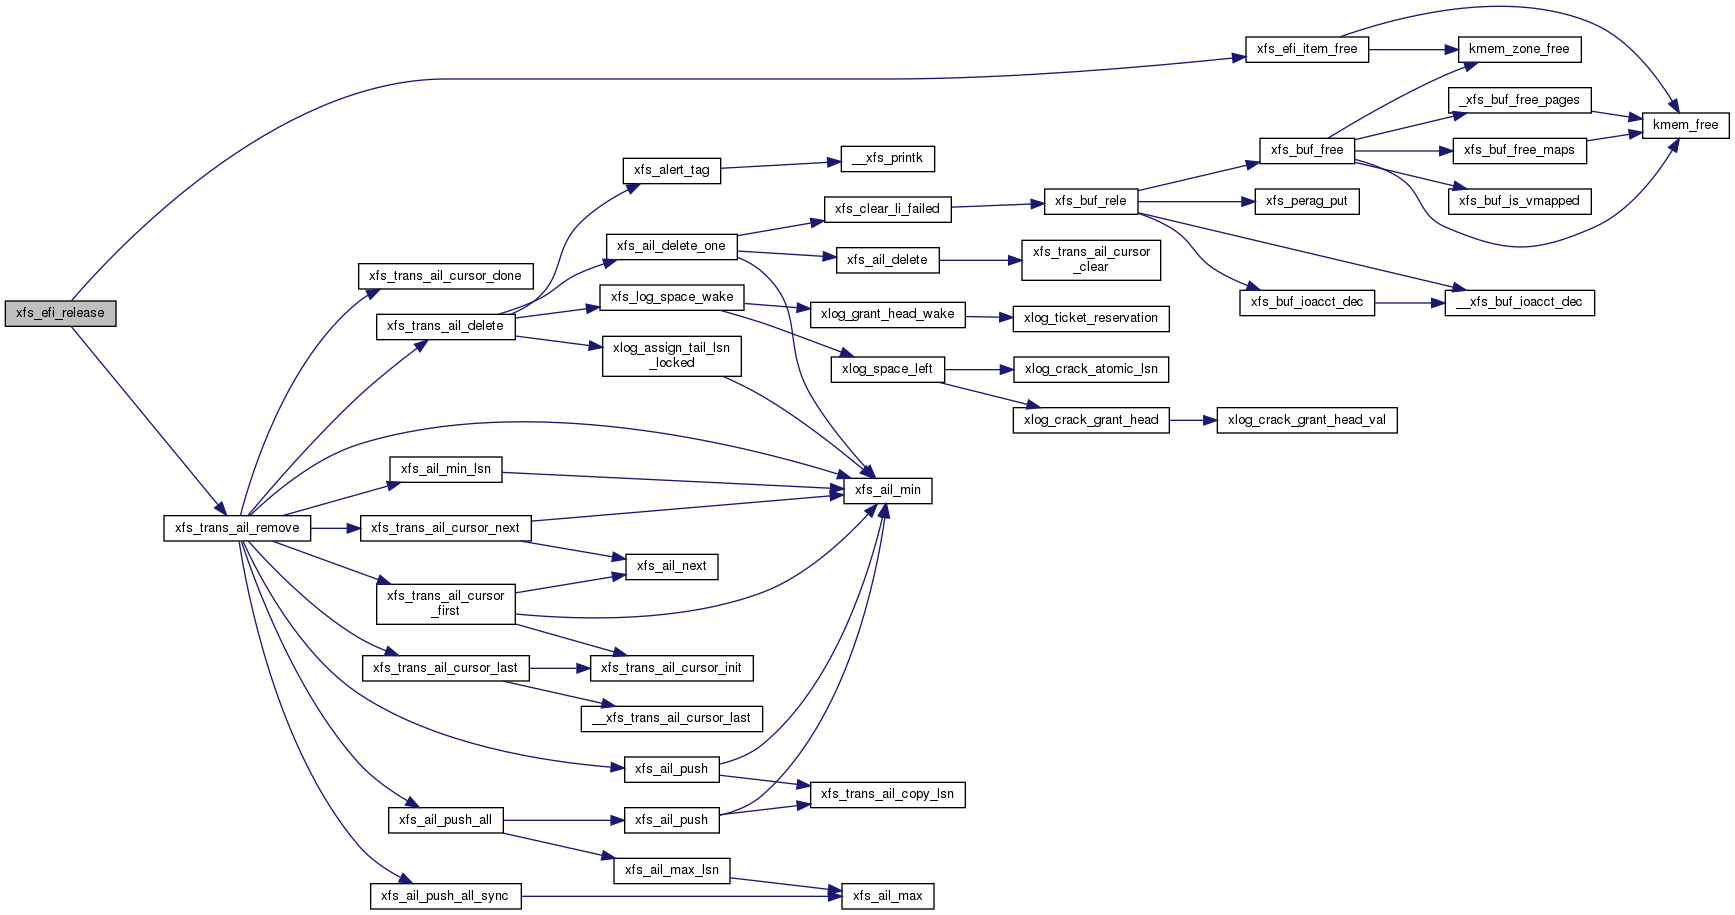 xfs_efi_item_free
kmem_zone_free
_xfs_buf_free_pages
kmem_free
xfs_buf_free
xfs_buf_free_maps
__xfs_printk
xfs_alert_tag
xfs_buf_rele
xfs_perag_put
xfs_buf_is_vmapped
xfs_clear_li_failed
xfs_ail_delete_one
xfs_ail_delete
xfs_trans_ail_cursor
_clear
xfs_trans_ail_cursor_done
xfs_log_space_wake
xfs_buf_ioacct_dec
__xfs_buf_ioacct_dec
xfs_efi_release
xfs_trans_ail_delete
xlog_grant_head_wake
xlog_ticket_reservation
xlog_assign_tail_lsn
_locked
xlog_space_left
xlog_crack_atomic_lsn
xlog_crack_grant_head
xlog_crack_grant_head_val
xfs_ail_min_lsn
xfs_ail_min
xfs_trans_ail_remove
xfs_trans_ail_cursor_next
xfs_ail_next
xfs_trans_ail_cursor
_first
xfs_trans_ail_cursor_last
xfs_trans_ail_cursor_init
__xfs_trans_ail_cursor_last
xfs_ail_push
xfs_trans_ail_copy_lsn
xfs_ail_push_all
xfs_ail_push
xfs_ail_max_lsn
xfs_ail_push_all_sync
xfs_ail_max